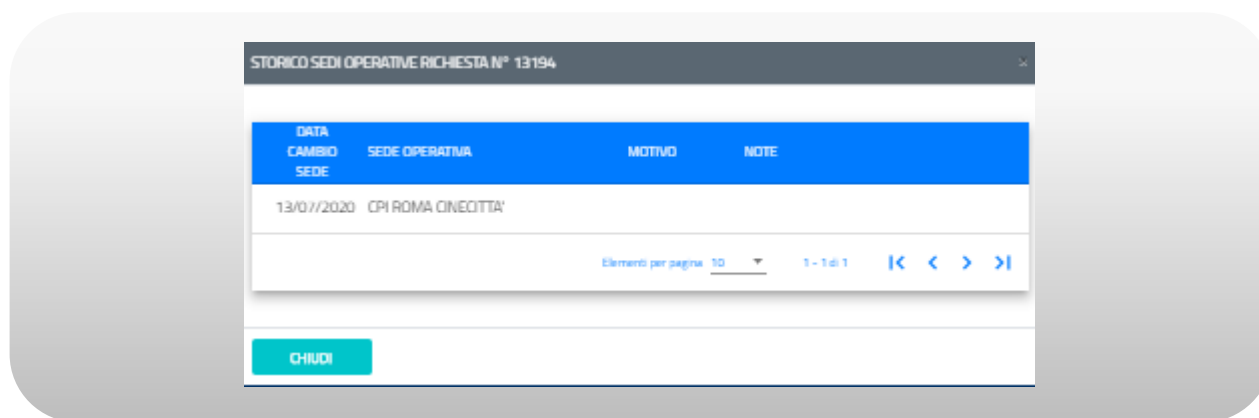 STORICO SEDI OPERATIVE RICHIESTA N° 13194
DATA CAMBIO SEDE SEDE OPERATIVA MOTIVO NOTE
13/07/2020 CPI ROMA CINECITTA'
Elementi per pagina 10 1 - 1 di 1
CHIUDI